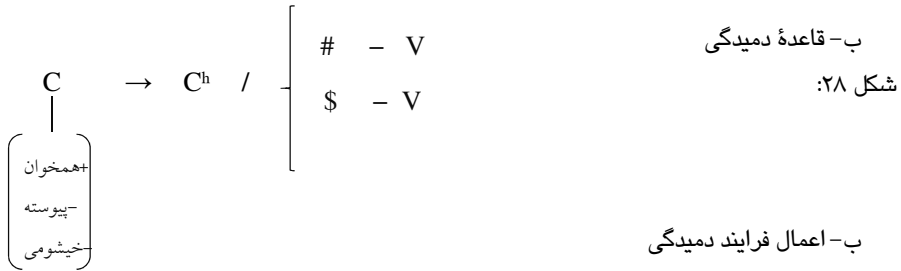 ب- قاعدهٔ دمیدگی
شکل ۲۸:
C → Cʰ / # – V
$ – V
+همخوان
-پیوسته
-خیشومی
ب- اعمال فرایند دمیدگی